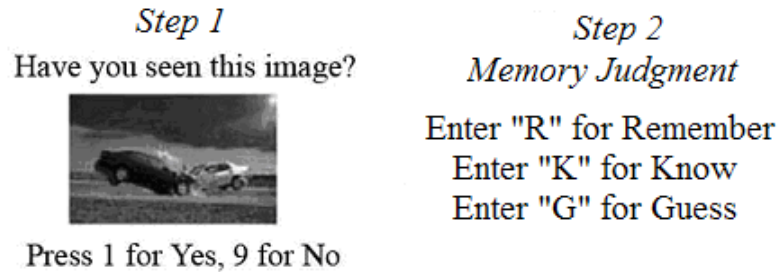 Step 1
Have you seen this image?
Press 1 for Yes, 9 for No
Step 2
Memory Judgment
Enter "R" for Remember
Enter "K" for Know
Enter "G" for Guess